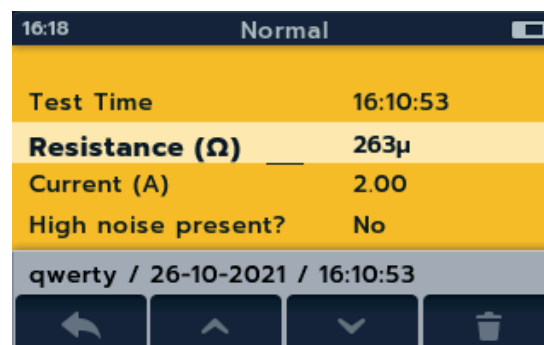 16:18 Normal
Test Time 16:10:53
Resistance (Ω) 263µ
Current (A) 2.00
High noise present? No
qwerty / 26-10-2021 / 16:10:53